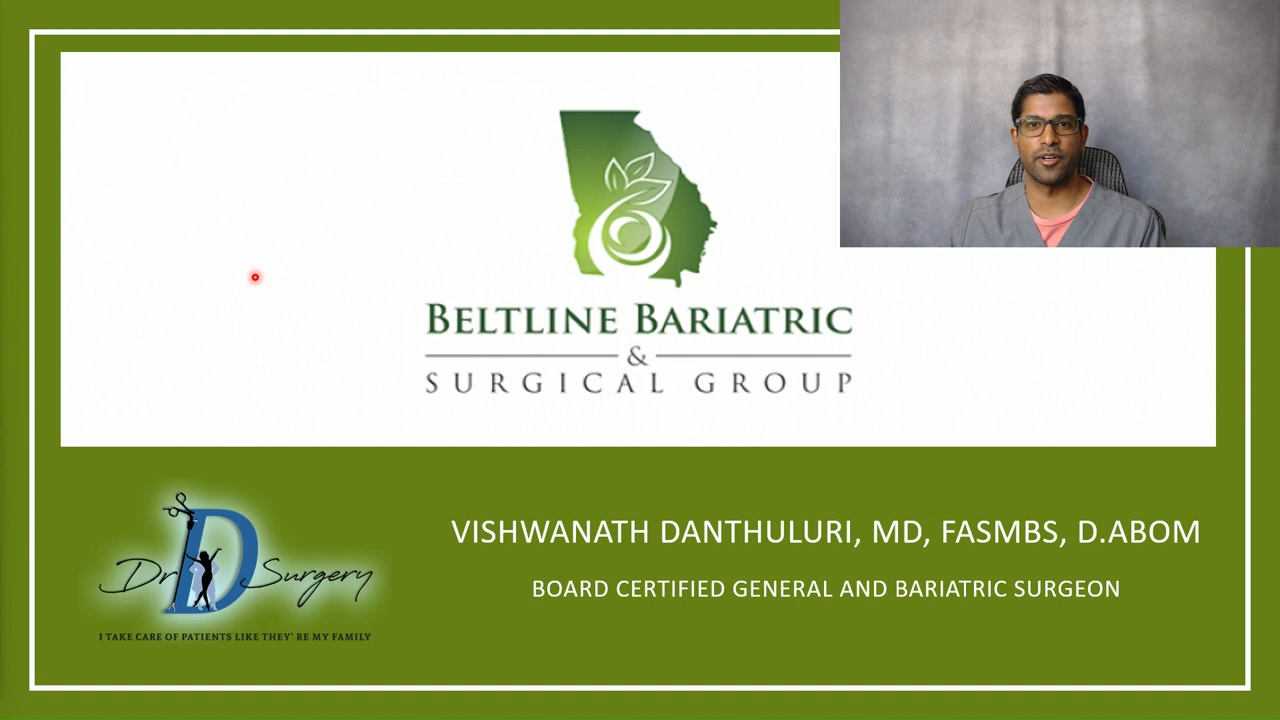 BELTLINE BARIATRIC
&
SURGICAL GROUP
Dr D Surgery
I TAKE CARE OF PATIENTS LIKE THEY' RE MY FAMILY
VISHWANATH DANTHULURI, MD, FASMBS, D.ABOM
BOARD CERTIFIED GENERAL AND BARIATRIC SURGEON